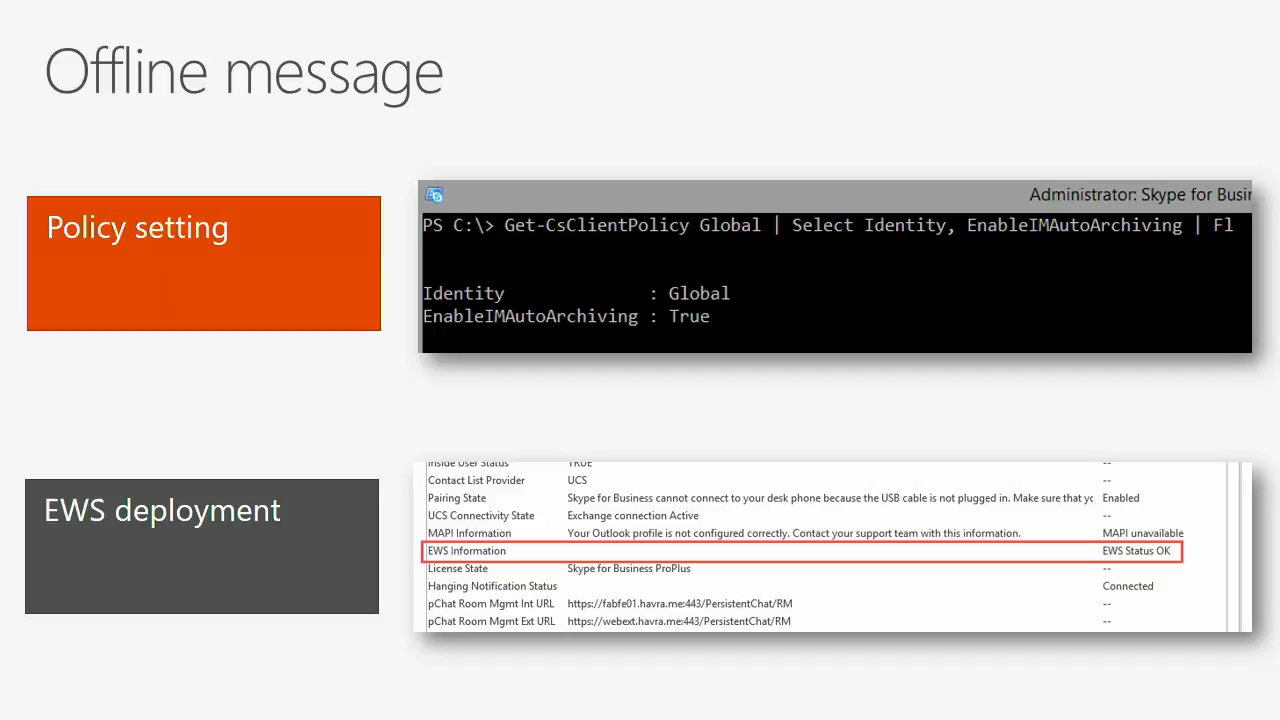 Offline message
Policy setting
Administrator: Skype for Busin
PS C:\> Get-CsClientPolicy Global | Select Identity, EnableIMAutoArchiving | Fl
Identity : Global
EnableIMAutoArchiving : True
EWS deployment
Inside User Status TRUE --
Contact List Provider UCS --
Pairing State Skype for Business cannot connect to your desk phone because the USB cable is not plugged in. Make sure that yo Enabled
UCS Connectivity State Exchange connection Active --
MAPI Information Your Outlook profile is not configured correctly. Contact your support team with this information. MAPI unavailable
EWS Information EWS Status OK
License State Skype for Business ProPlus --
Hanging Notification Status Connected
pChat Room Mgmt Int URL https://fabfe01.havra.me:443/PersistentChat/RM --
pChat Room Mgmt Ext URL https://webext.havra.me:443/PersistentChat/RM --